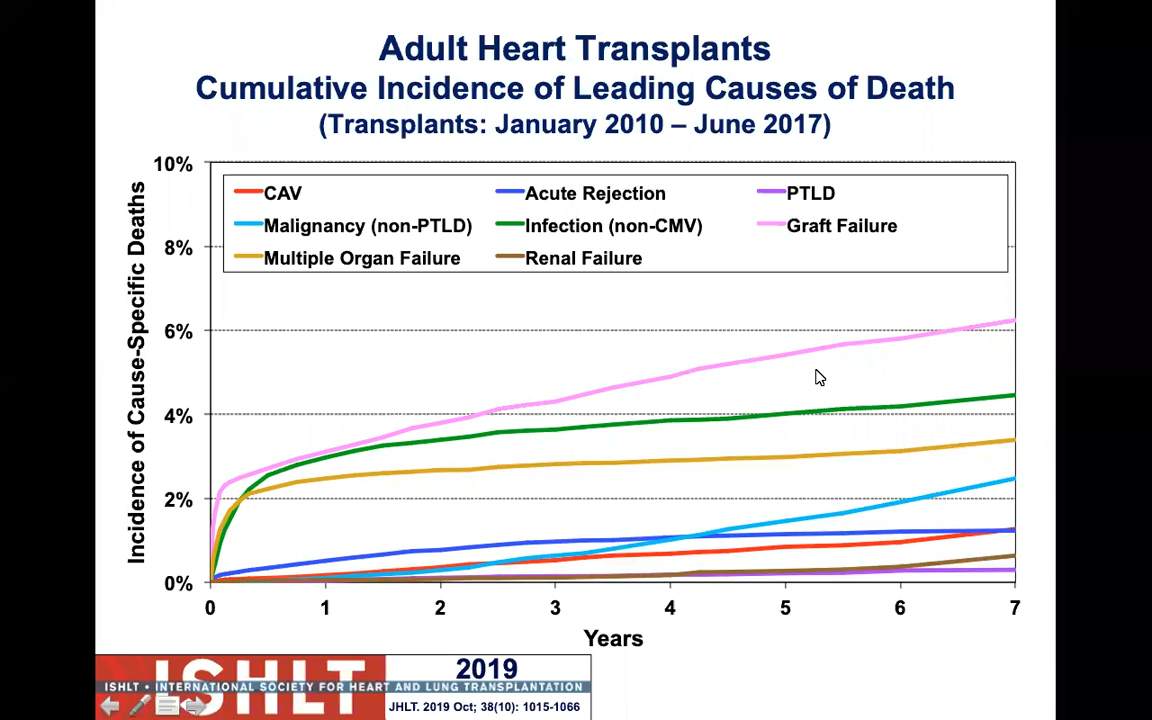 Adult Heart Transplants
Cumulative Incidence of Leading Causes of Death
(Transplants: January 2010 – June 2017)
Incidence of Cause-Specific Deaths
10%
8%
6%
4%
2%
0%
CAV
Acute Rejection
PTLD
Malignancy (non-PTLD)
Infection (non-CMV)
Graft Failure
Multiple Organ Failure
Renal Failure
0 1 2 3 4 5 6 7
Years
ISHLT
2019
ISHLT • INTERNATIONAL SOCIETY FOR HEART AND LUNG TRANSPLANTATION
JHLT. 2019 Oct; 38(10): 1015-1066